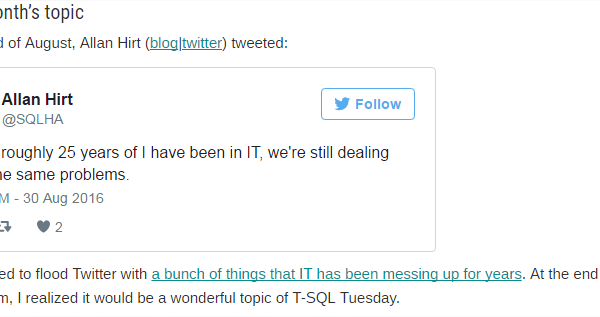 onth's topic
d of August, Allan Hirt (blog|twitter) tweeted:
Allan Hirt
Follow
@SQLHA
roughly 25 years of I have been in IT, we're still dealing
he same problems.
M - 30 Aug 2016
2
ed to flood Twitter with a bunch of things that IT has been messing up for years. At the end
m, I realized it would be a wonderful topic of T-SQL Tuesday.